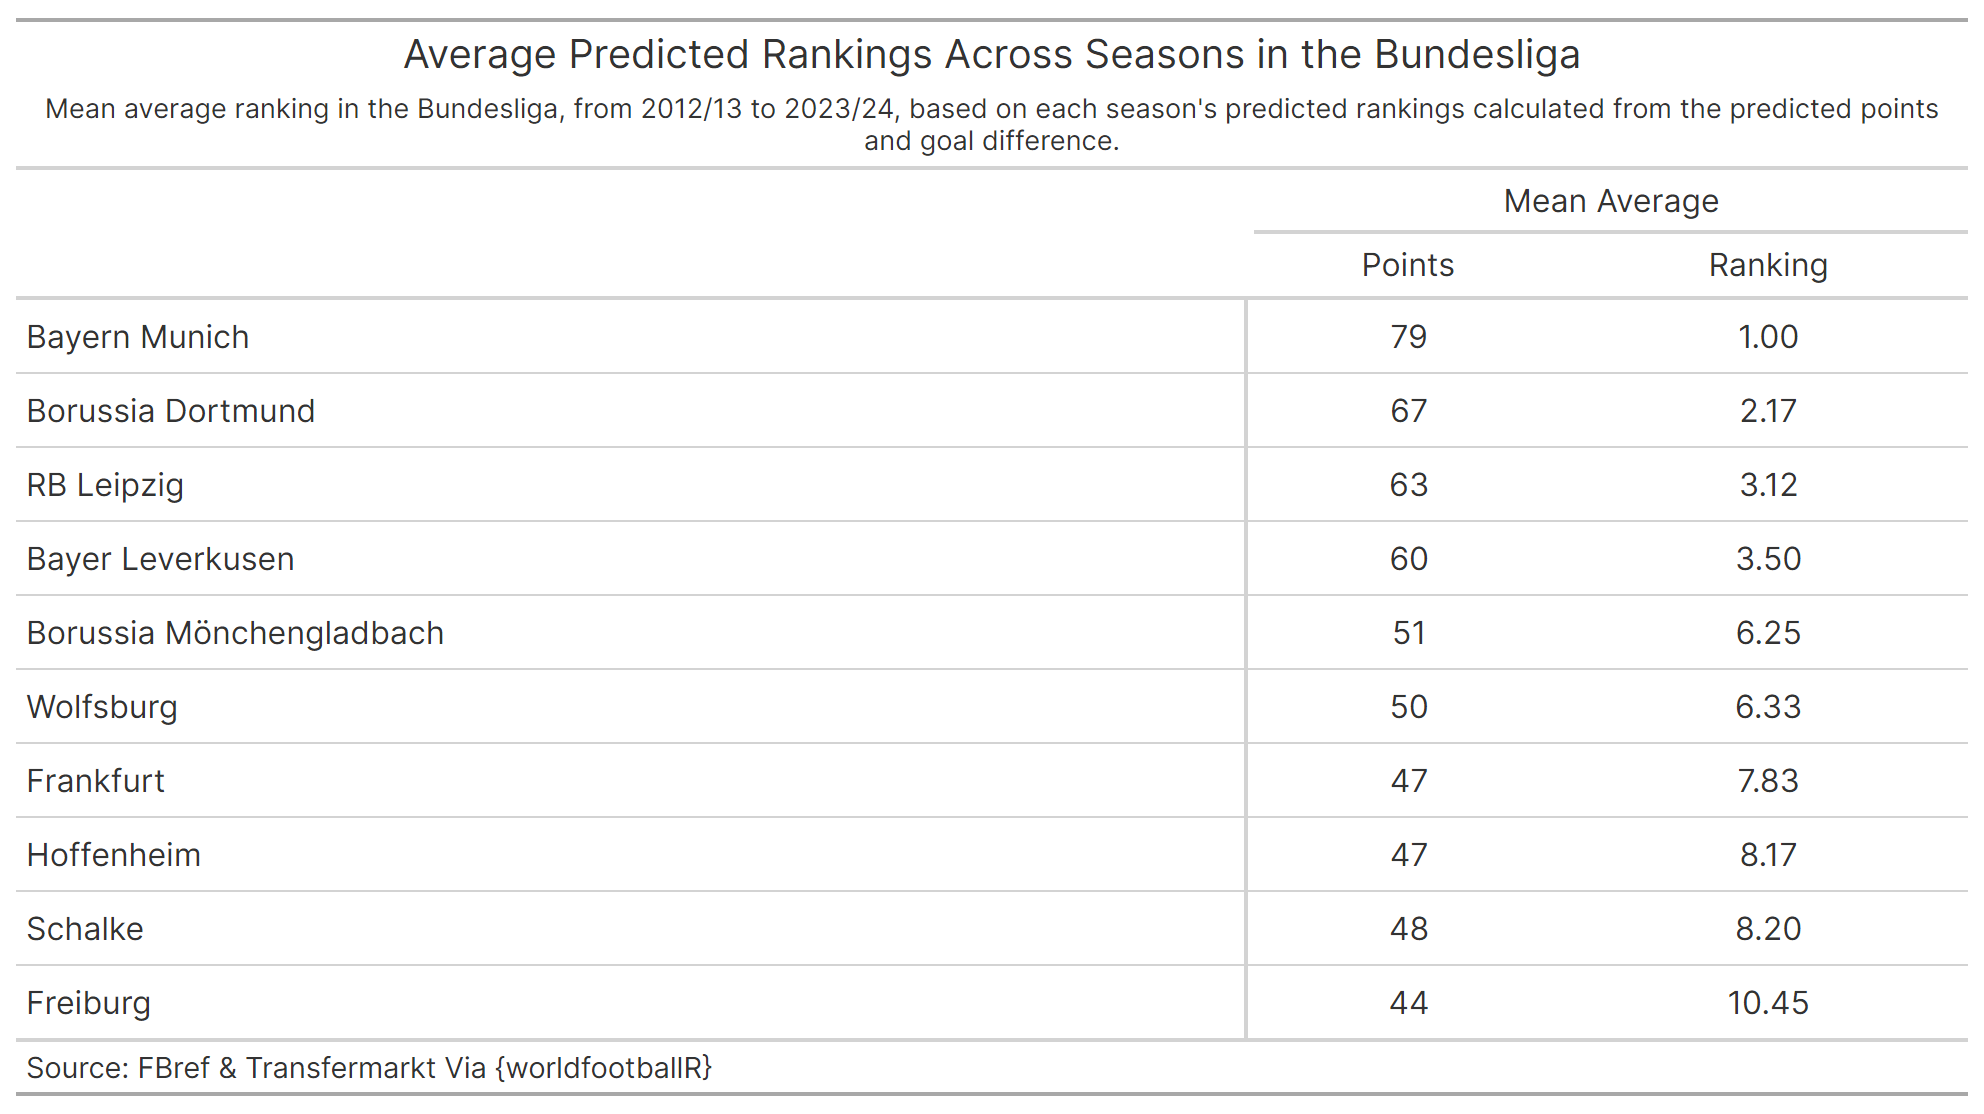 Average Predicted Rankings Across Seasons in the Bundesliga
Mean average ranking in the Bundesliga, from 2012/13 to 2023/24, based on each season's predicted rankings calculated from the predicted points
and goal difference.
Mean Average
Points Ranking
Bayern Munich 79 1.00
Borussia Dortmund 67 2.17
RB Leipzig 63 3.12
Bayer Leverkusen 60 3.50
Borussia Mönchengladbach 51 6.25
Wolfsburg 50 6.33
Frankfurt 47 7.83
Hoffenheim 47 8.17
Schalke 48 8.20
Freiburg 44 10.45
Source: FBref & Transfermarkt Via {worldfootballR}